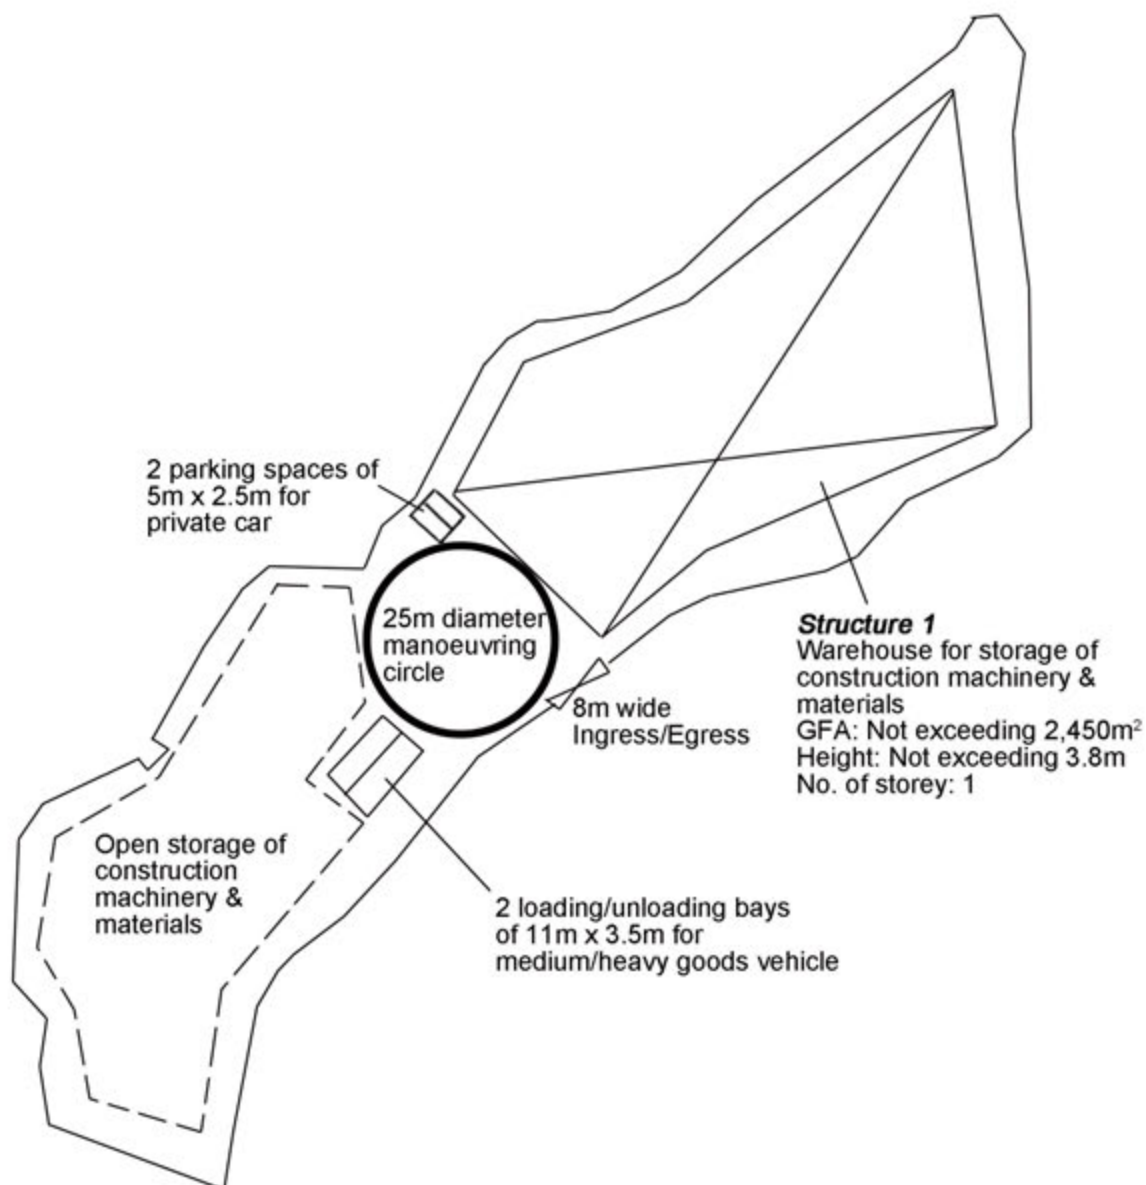 2 parking spaces of
5m x 2.5m for
private car
25m diameter
manoeuvring
circle
Structure 1
Warehouse for storage of
construction machinery &
materials
GFA: Not exceeding 2,450m²
Height: Not exceeding 3.8m
No. of storey: 1
8m wide
Ingress/Egress
Open storage of
construction
machinery &
materials
2 loading/unloading bays
of 11m x 3.5m for
medium/heavy goods vehicle